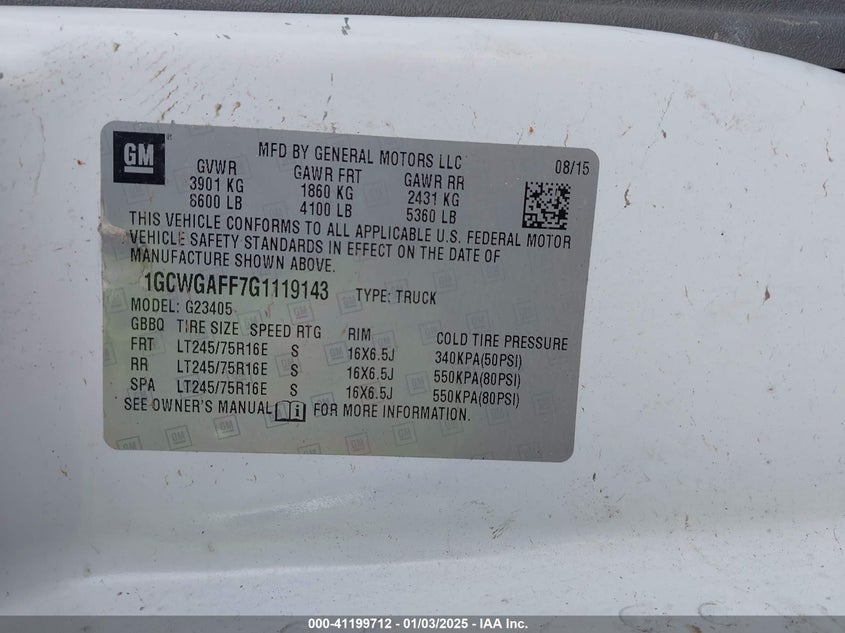 GM
MFD BY GENERAL MOTORS LLC 08/15
GVWR GAWR FRT GAWR RR
3901 KG 1860 KG 2431 KG
8600 LB 4100 LB 5360 LB
THIS VEHICLE CONFORMS TO ALL APPLICABLE U.S. FEDERAL MOTOR
VEHICLE SAFETY STANDARDS IN EFFECT ON THE DATE OF
MANUFACTURE SHOWN ABOVE.
1GCWGAFF7G1119143 TYPE: TRUCK
MODEL: G23405
GBBQ TIRE SIZE SPEED RTG RIM COLD TIRE PRESSURE
FRT LT245/75R16E S 16X6.5J 340KPA(50PSI)
RR LT245/75R16E S 16X6.5J 550KPA(80PSI)
SPA LT245/75R16E S 16X6.5J 550KPA(80PSI)
SEE OWNER'S MANUAL FOR MORE INFORMATION.
000-41199712 - 01/03/2025 - IAA Inc.